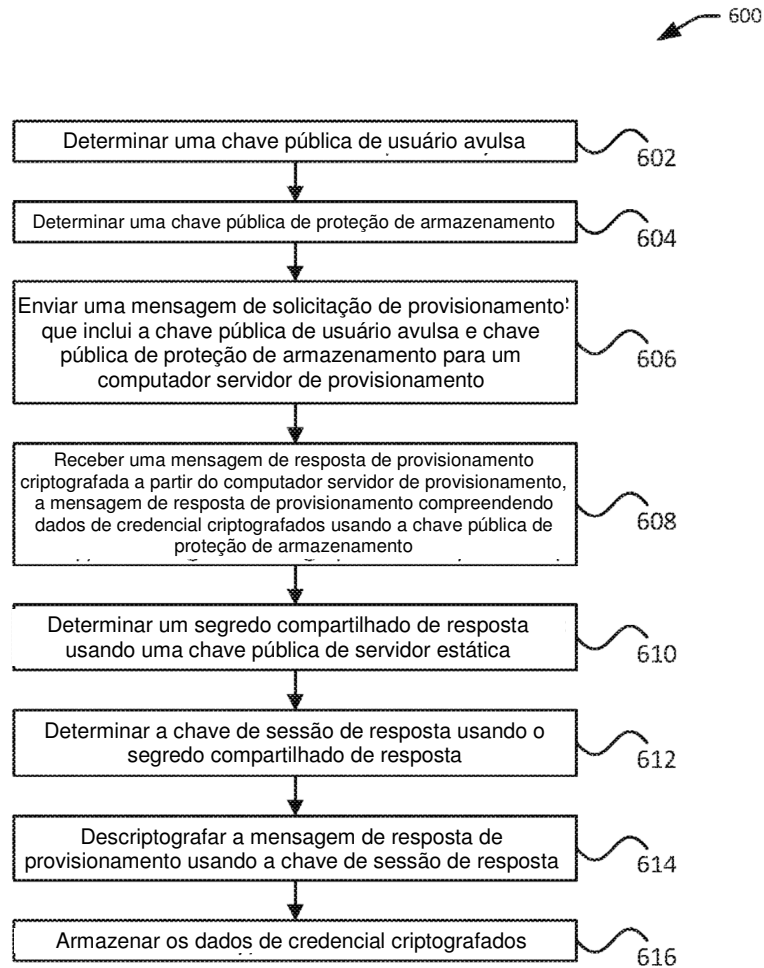 600
Determinar uma chave pública de usuário avulsa
602
Determinar uma chave pública de proteção de armazenamento
604
Enviar uma mensagem de solicitação de provisionamento
que inclui a chave pública de usuário avulsa e chave
pública de proteção de armazenamento para um
computador servidor de provisionamento
606
Receber uma mensagem de resposta de provisionamento
criptografada a partir do computador servidor de provisionamento,
a mensagem de resposta de provisionamento compreendendo
dados de credencial criptografados usando a chave pública de
proteção de armazenamento
608
Determinar um segredo compartilhado de resposta
usando uma chave pública de servidor estática
610
Determinar a chave de sessão de resposta usando o
segredo compartilhado de resposta
612
Descriptografar a mensagem de resposta de
provisionamento usando a chave de sessão de resposta
614
Armazenar os dados de credencial criptografados
616